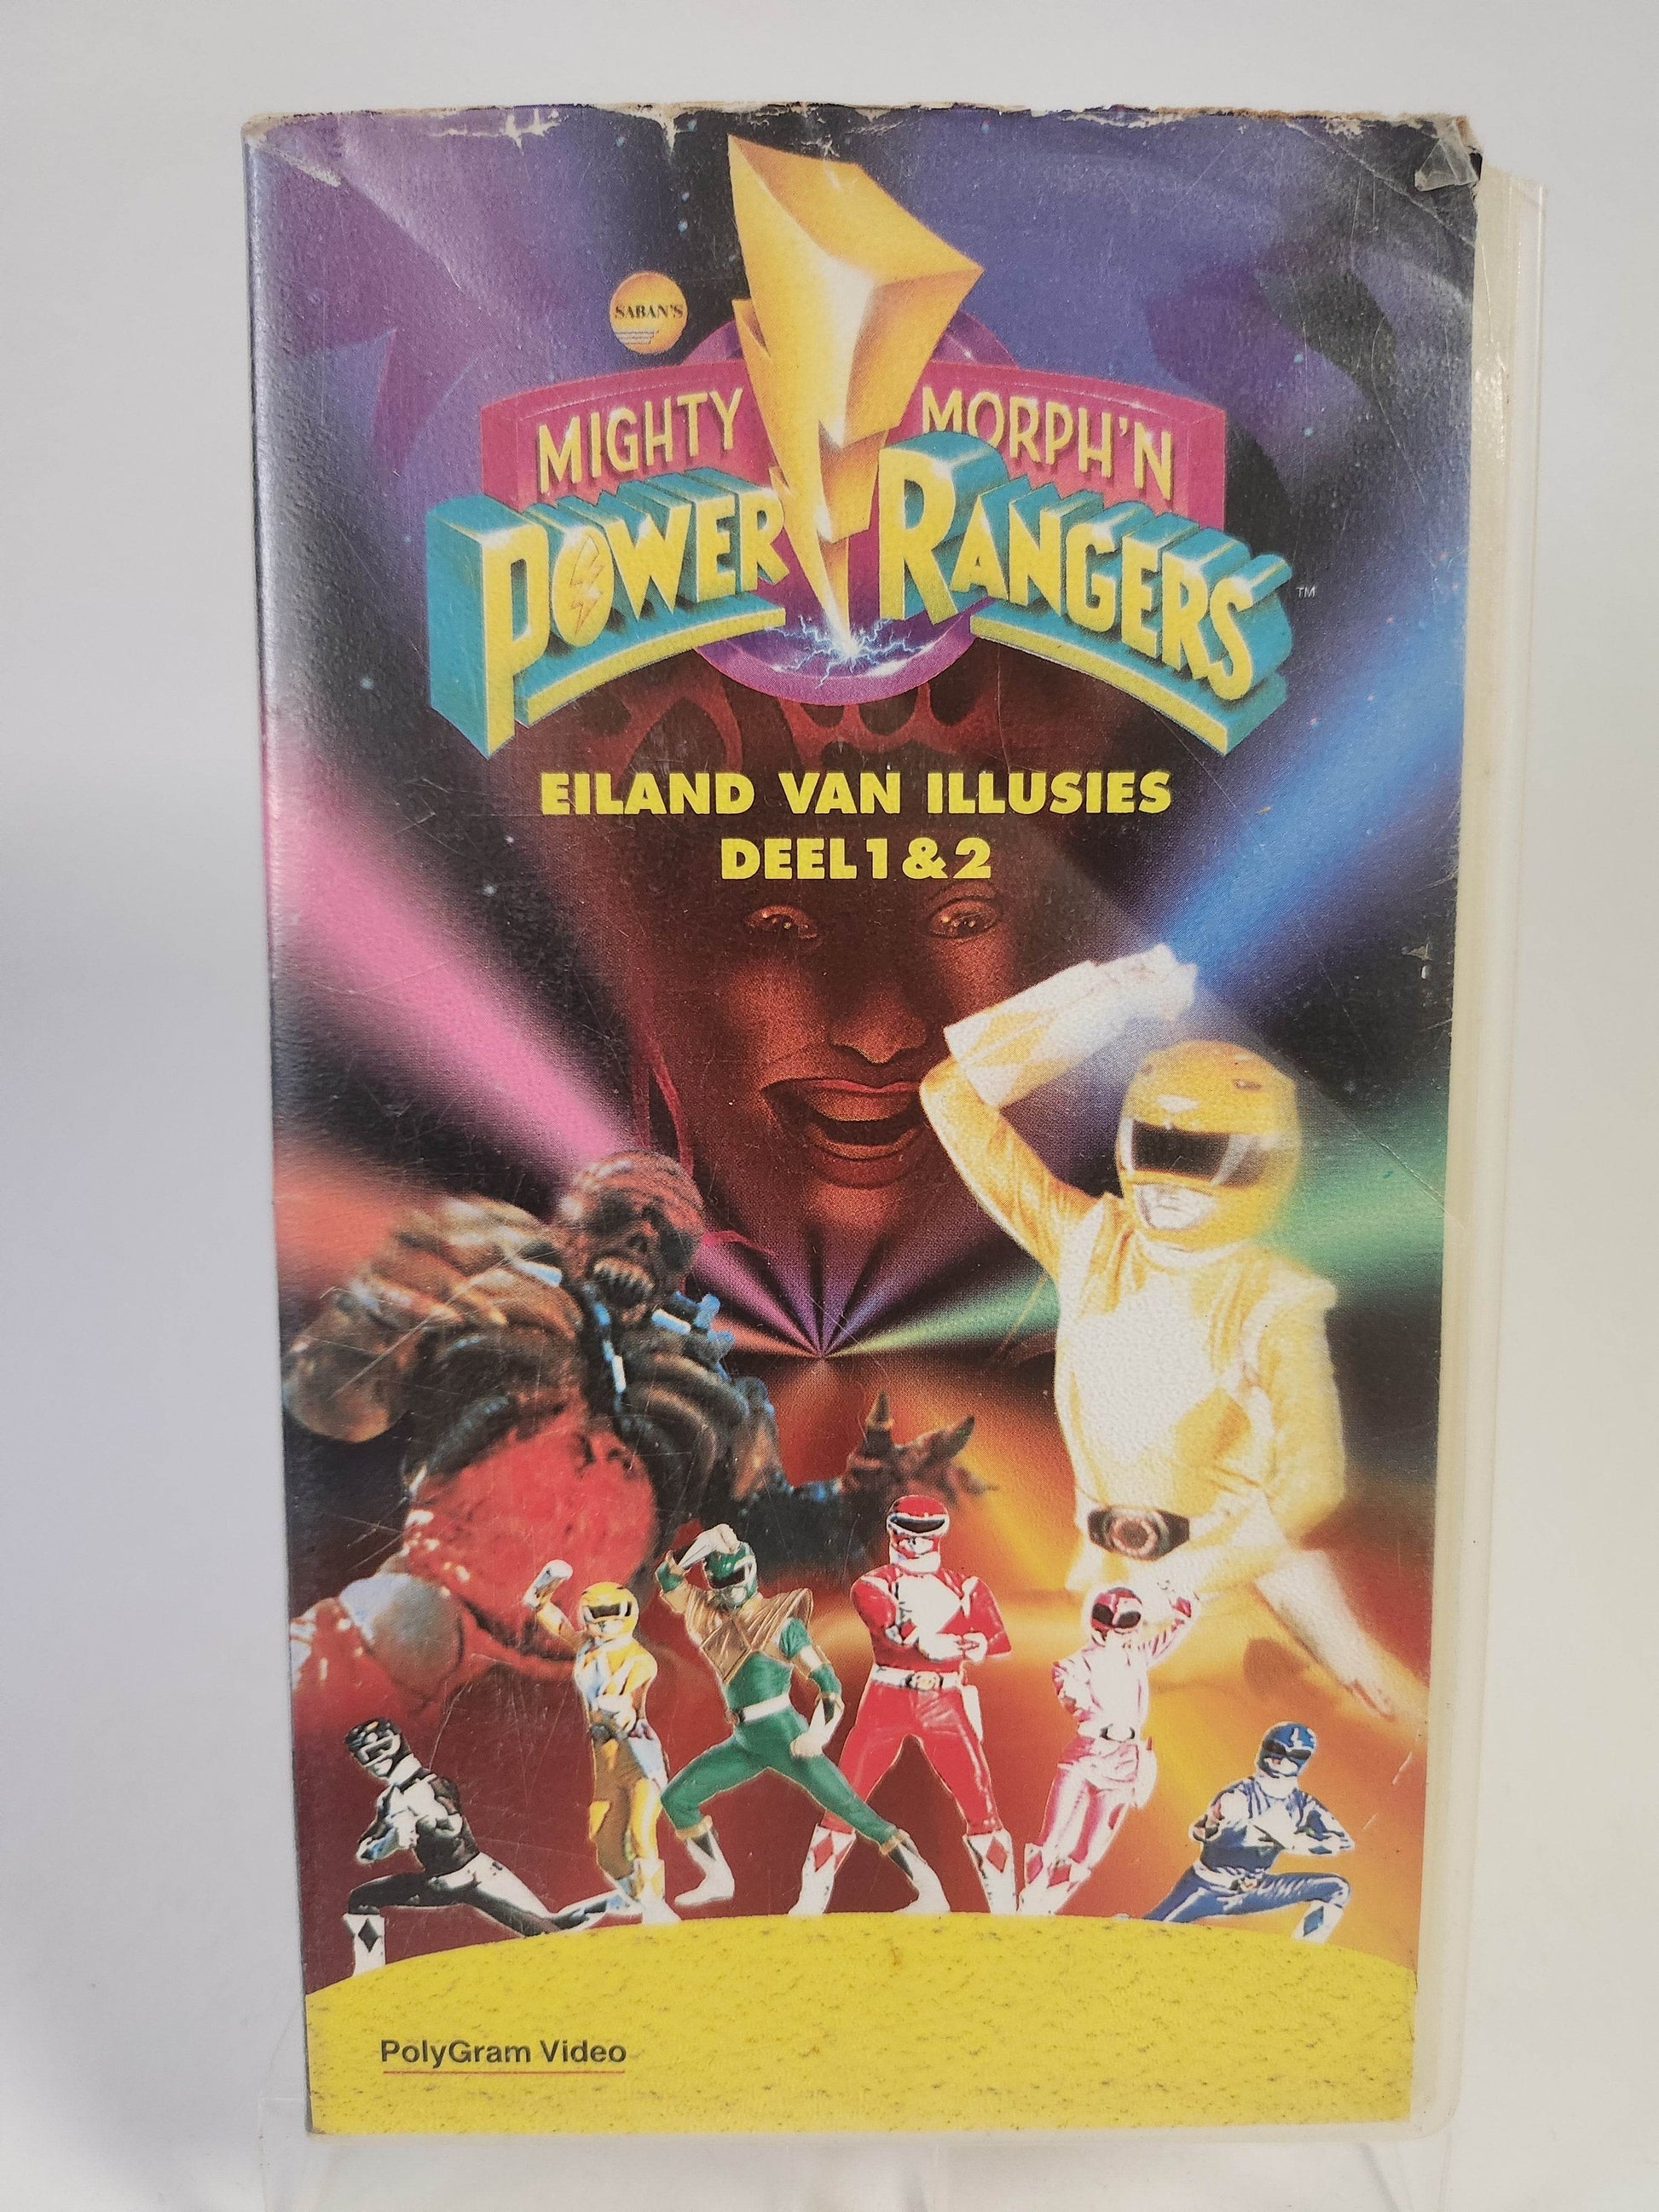 SABAN'S
MIGHTY MORPH'N
POWER RANGERS TM
EILAND VAN ILLUSIES
DEEL 1 & 2
PolyGram Video